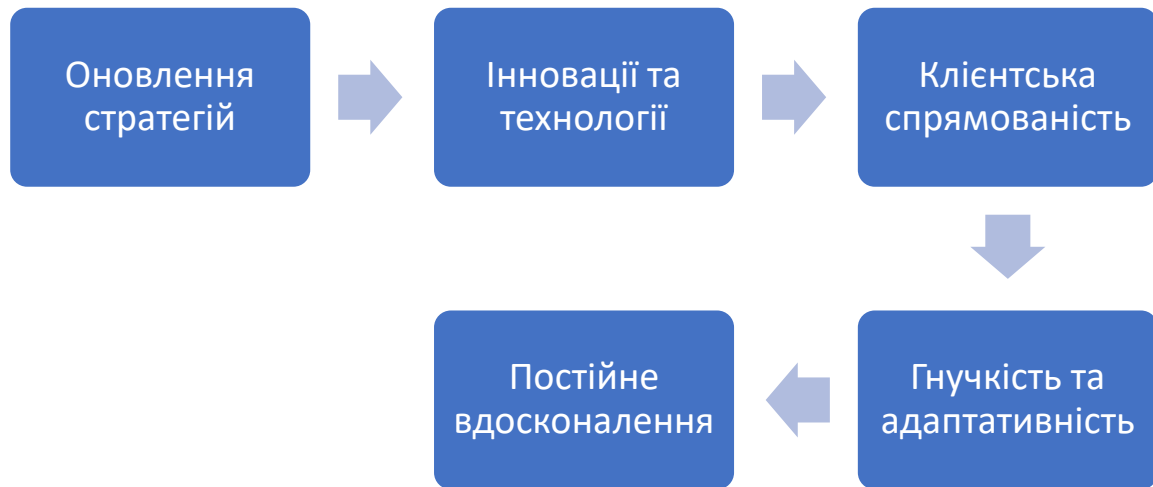 Оновлення
стратегій
Інновації та
технології
Клієнтська
спрямованість
Гнучкість та
адаптативність
Постійне
вдосконалення